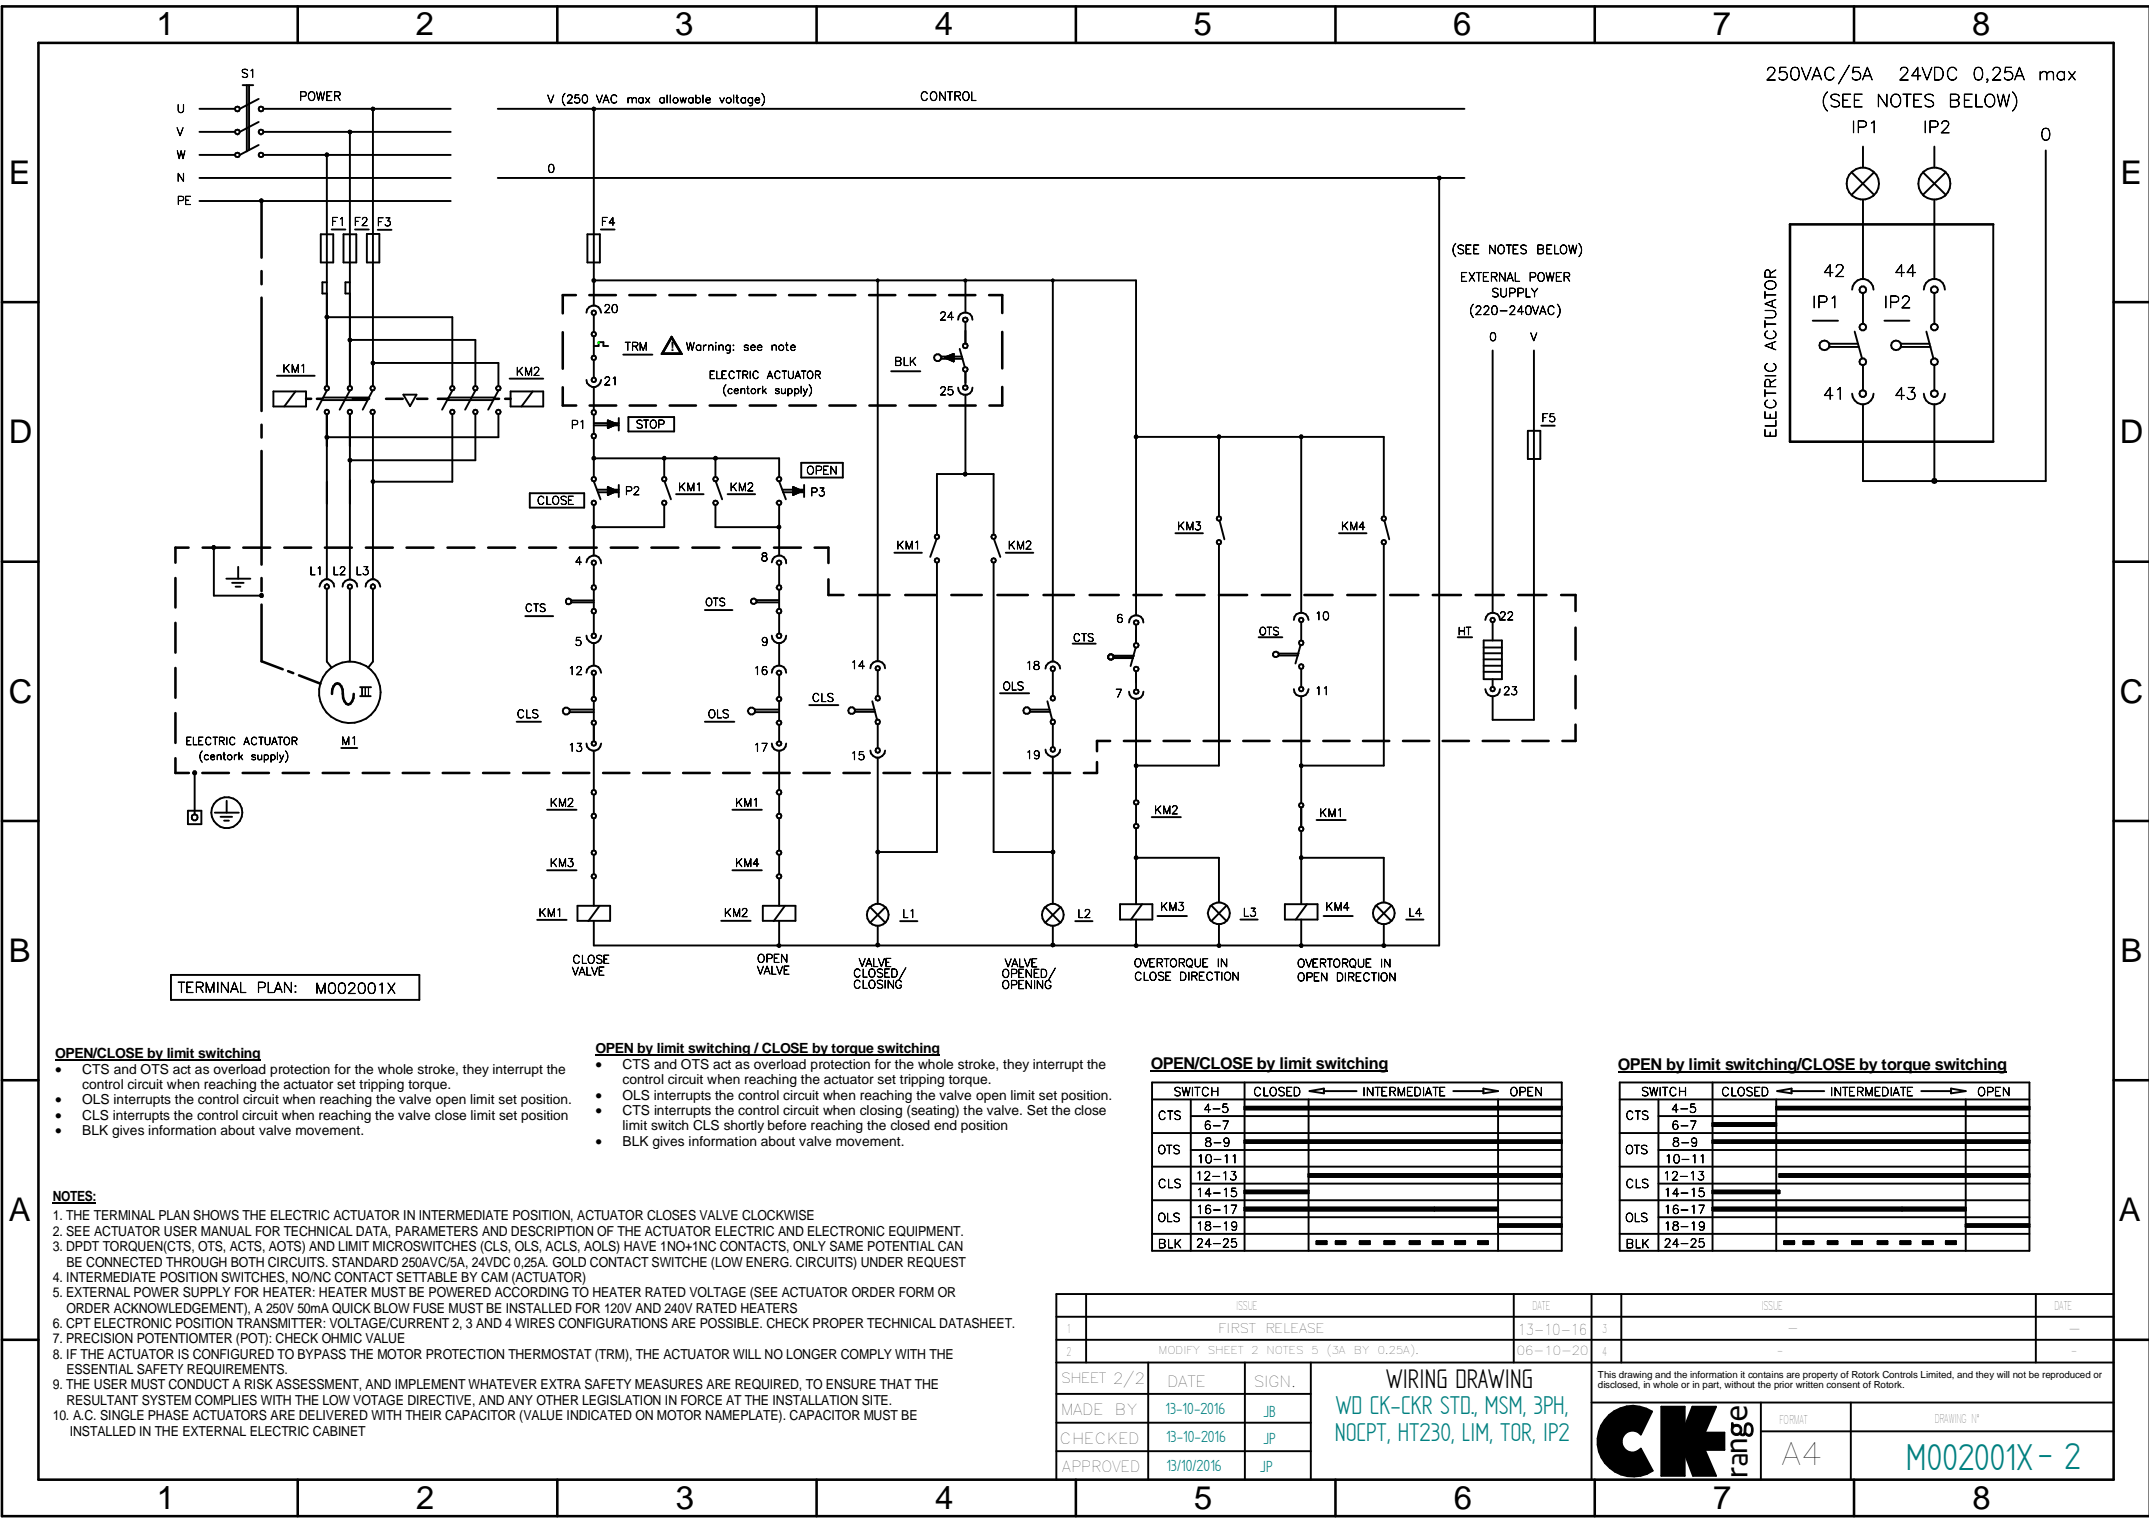 1 2 3 4 5 6 7 8
E
D
C
B
A
E
D
C
B
A
S1
POWER
U
V
W
N
PE
F1 F2 F3
KM1
KM2
L1 L2 L3
M1
III
ELECTRIC ACTUATOR
(centork supply)
TERMINAL PLAN: M002001X
V (250 VAC max allowable voltage)
CONTROL
0
F4
20
TRM
Warning: see note
21
ELECTRIC ACTUATOR
(centork supply)
24
BLK
25
P1
STOP
CLOSE
P2
KM1
KM2
OPEN
P3
4
CTS
5
12
CLS
13
KM2
KM3
KM1
CLOSE
VALVE
8
OTS
9
16
OLS
17
KM1
KM4
KM2
OPEN
VALVE
KM1
KM2
14
CLS
15
L1
VALVE
CLOSED/
CLOSING
18
OLS
19
L2
VALVE
OPENED/
OPENING
KM3
6
CTS
7
KM2
KM3
L3
OVERTORQUE IN
CLOSE DIRECTION
KM4
10
OTS
11
KM1
KM4
L4
OVERTORQUE IN
OPEN DIRECTION
(SEE NOTES BELOW)
EXTERNAL POWER
SUPPLY
(220-240VAC)
0 V
F5
22
HT
23
250VAC/5A 24VDC 0,25A max
(SEE NOTES BELOW)
IP1 IP2
0
ELECTRIC ACTUATOR
42 44
IP1 IP2
41 43
OPEN/CLOSE by limit switching
• CTS and OTS act as overload protection for the whole stroke, they interrupt the
control circuit when reaching the actuator set tripping torque.
• OLS interrupts the control circuit when reaching the valve open limit set position.
• CLS interrupts the control circuit when reaching the valve close limit set position
• BLK gives information about valve movement.
OPEN by limit switching / CLOSE by torque switching
• CTS and OTS act as overload protection for the whole stroke, they interrupt the
control circuit when reaching the actuator set tripping torque.
• OLS interrupts the control circuit when reaching the valve open limit set position.
• CTS interrupts the control circuit when closing (seating) the valve. Set the close
limit switch CLS shortly before reaching the closed end position
• BLK gives information about valve movement.
OPEN/CLOSE by limit switching
SWITCH CLOSED INTERMEDIATE OPEN
CTS 4-5
6-7
OTS 8-9
10-11
CLS 12-13
14-15
OLS 16-17
18-19
BLK 24-25
OPEN by limit switching/CLOSE by torque switching
SWITCH CLOSED INTERMEDIATE OPEN
CTS 4-5
6-7
OTS 8-9
10-11
CLS 12-13
14-15
OLS 16-17
18-19
BLK 24-25
NOTES:
1. THE TERMINAL PLAN SHOWS THE ELECTRIC ACTUATOR IN INTERMEDIATE POSITION, ACTUATOR CLOSES VALVE CLOCKWISE
2. SEE ACTUATOR USER MANUAL FOR TECHNICAL DATA, PARAMETERS AND DESCRIPTION OF THE ACTUATOR ELECTRIC AND ELECTRONIC EQUIPMENT.
3. DPDT TORQUEN(CTS, OTS, ACTS, AOTS) AND LIMIT MICROSWITCHES (CLS, OLS, ACLS, AOLS) HAVE 1NO+1NC CONTACTS, ONLY SAME POTENTIAL CAN
BE CONNECTED THROUGH BOTH CIRCUITS. STANDARD 250AVC/5A, 24VDC 0,25A. GOLD CONTACT SWITCHE (LOW ENERG. CIRCUITS) UNDER REQUEST
4. INTERMEDIATE POSITION SWITCHES, NO/NC CONTACT SETTABLE BY CAM (ACTUATOR)
5. EXTERNAL POWER SUPPLY FOR HEATER: HEATER MUST BE POWERED ACCORDING TO HEATER RATED VOLTAGE (SEE ACTUATOR ORDER FORM OR
ORDER ACKNOWLEDGEMENT), A 250V 50mA QUICK BLOW FUSE MUST BE INSTALLED FOR 120V AND 240V RATED HEATERS
6. CPT ELECTRONIC POSITION TRANSMITTER: VOLTAGE/CURRENT 2, 3 AND 4 WIRES CONFIGURATIONS ARE POSSIBLE. CHECK PROPER TECHNICAL DATASHEET.
7. PRECISION POTENTIOMTER (POT): CHECK OHMIC VALUE
8. IF THE ACTUATOR IS CONFIGURED TO BYPASS THE MOTOR PROTECTION THERMOSTAT (TRM), THE ACTUATOR WILL NO LONGER COMPLY WITH THE
ESSENTIAL SAFETY REQUIREMENTS.
9. THE USER MUST CONDUCT A RISK ASSESSMENT, AND IMPLEMENT WHATEVER EXTRA SAFETY MEASURES ARE REQUIRED, TO ENSURE THAT THE
RESULTANT SYSTEM COMPLIES WITH THE LOW VOTAGE DIRECTIVE, AND ANY OTHER LEGISLATION IN FORCE AT THE INSTALLATION SITE.
10. A.C. SINGLE PHASE ACTUATORS ARE DELIVERED WITH THEIR CAPACITOR (VALUE INDICATED ON MOTOR NAMEPLATE). CAPACITOR MUST BE
INSTALLED IN THE EXTERNAL ELECTRIC CABINET
ISSUE DATE ISSUE DATE
1 FIRST RELEASE 13-10-16 3 - -
2 MODIFY SHEET 2 NOTES 5 (3A BY 0.25A). 06-10-20 4 - -
SHEET 2/2 DATE SIGN.
MADE BY 13-10-2016 JB
CHECKED 13-10-2016 JP
APPROVED 13/10/2016 JP
WIRING DRAWING
WD CK-CKR STD., MSM, 3PH,
NOCPT, HT230, LIM, TOR, IP2
This drawing and the information it contains are property of Rotork Controls Limited, and they will not be reproduced or
disclosed, in whole or in part, without the prior written consent of Rotork.
CK range
FORMAT
A4
DRAWING Nº
M002001X - 2
1 2 3 4 5 6 7 8